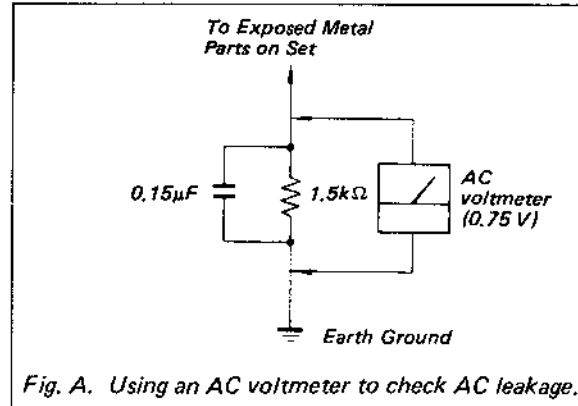 To Exposed Metal
Parts on Set
0.15μF
1.5kΩ
AC
voltmeter
(0.75 V)
Earth Ground
Fig. A. Using an AC voltmeter to check AC leakage.